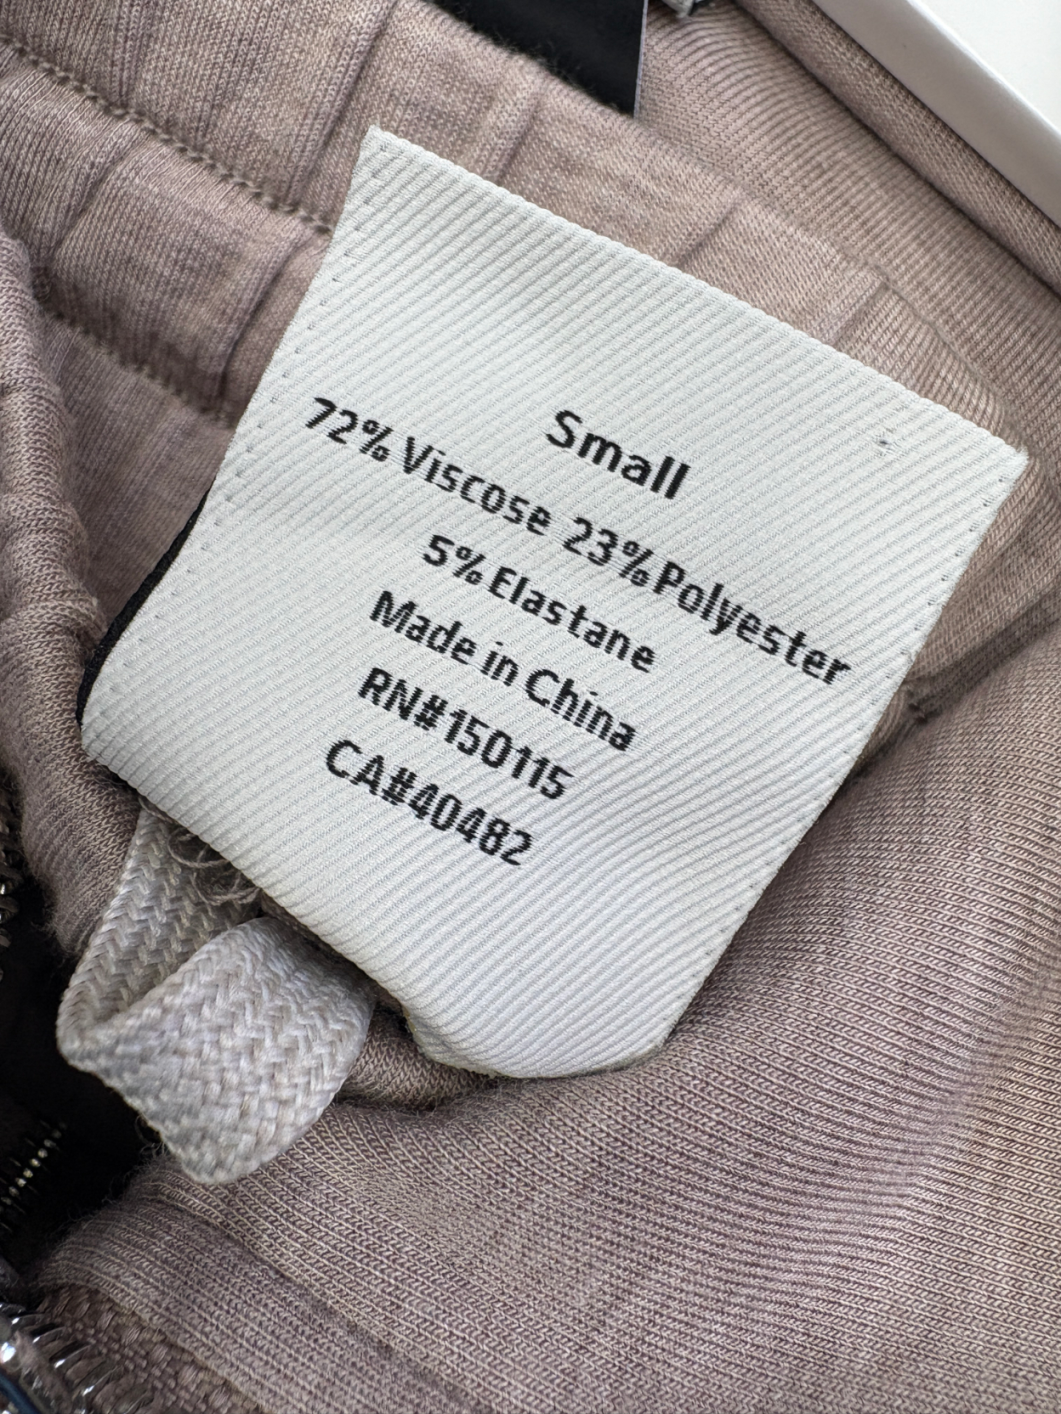 Small
72% Viscose 23% Polyester
5% Elastane
Made in China
RN#150115
CA#40482